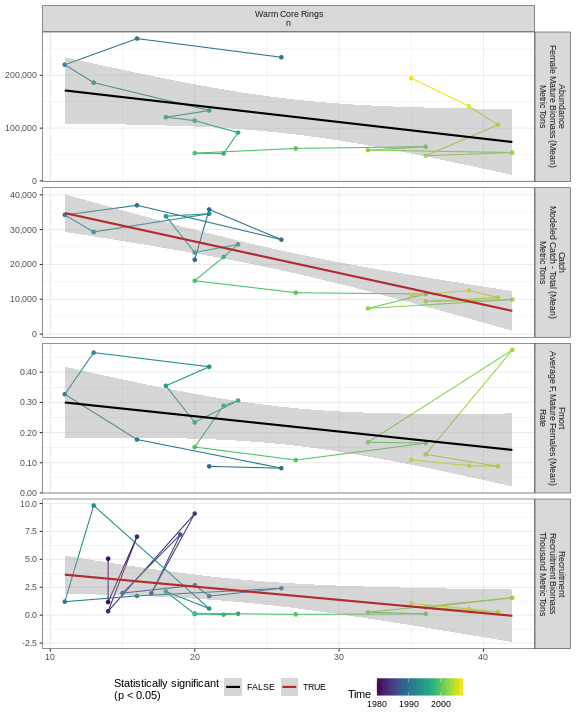 Warm Core Rings
n
200,000
100,000
0
Abundance
Female Mature Biomass (Mean)
Metric Tons
40,000
30,000
20,000
10,000
0
Catch
Modeled Catch - Total (Mean)
Metric Tons
0.40
0.30
0.20
0.10
0.00
Fmort
Average F, Mature Females (Mean)
Rate
10.0
7.5
5.0
2.5
0.0
-2.5
Recruitment
Recruitment Biomass
Thousand Metric Tons
10 20 30 40
Statistically significant
(p < 0.05)
FALSE TRUE
Time
1980 1990 2000